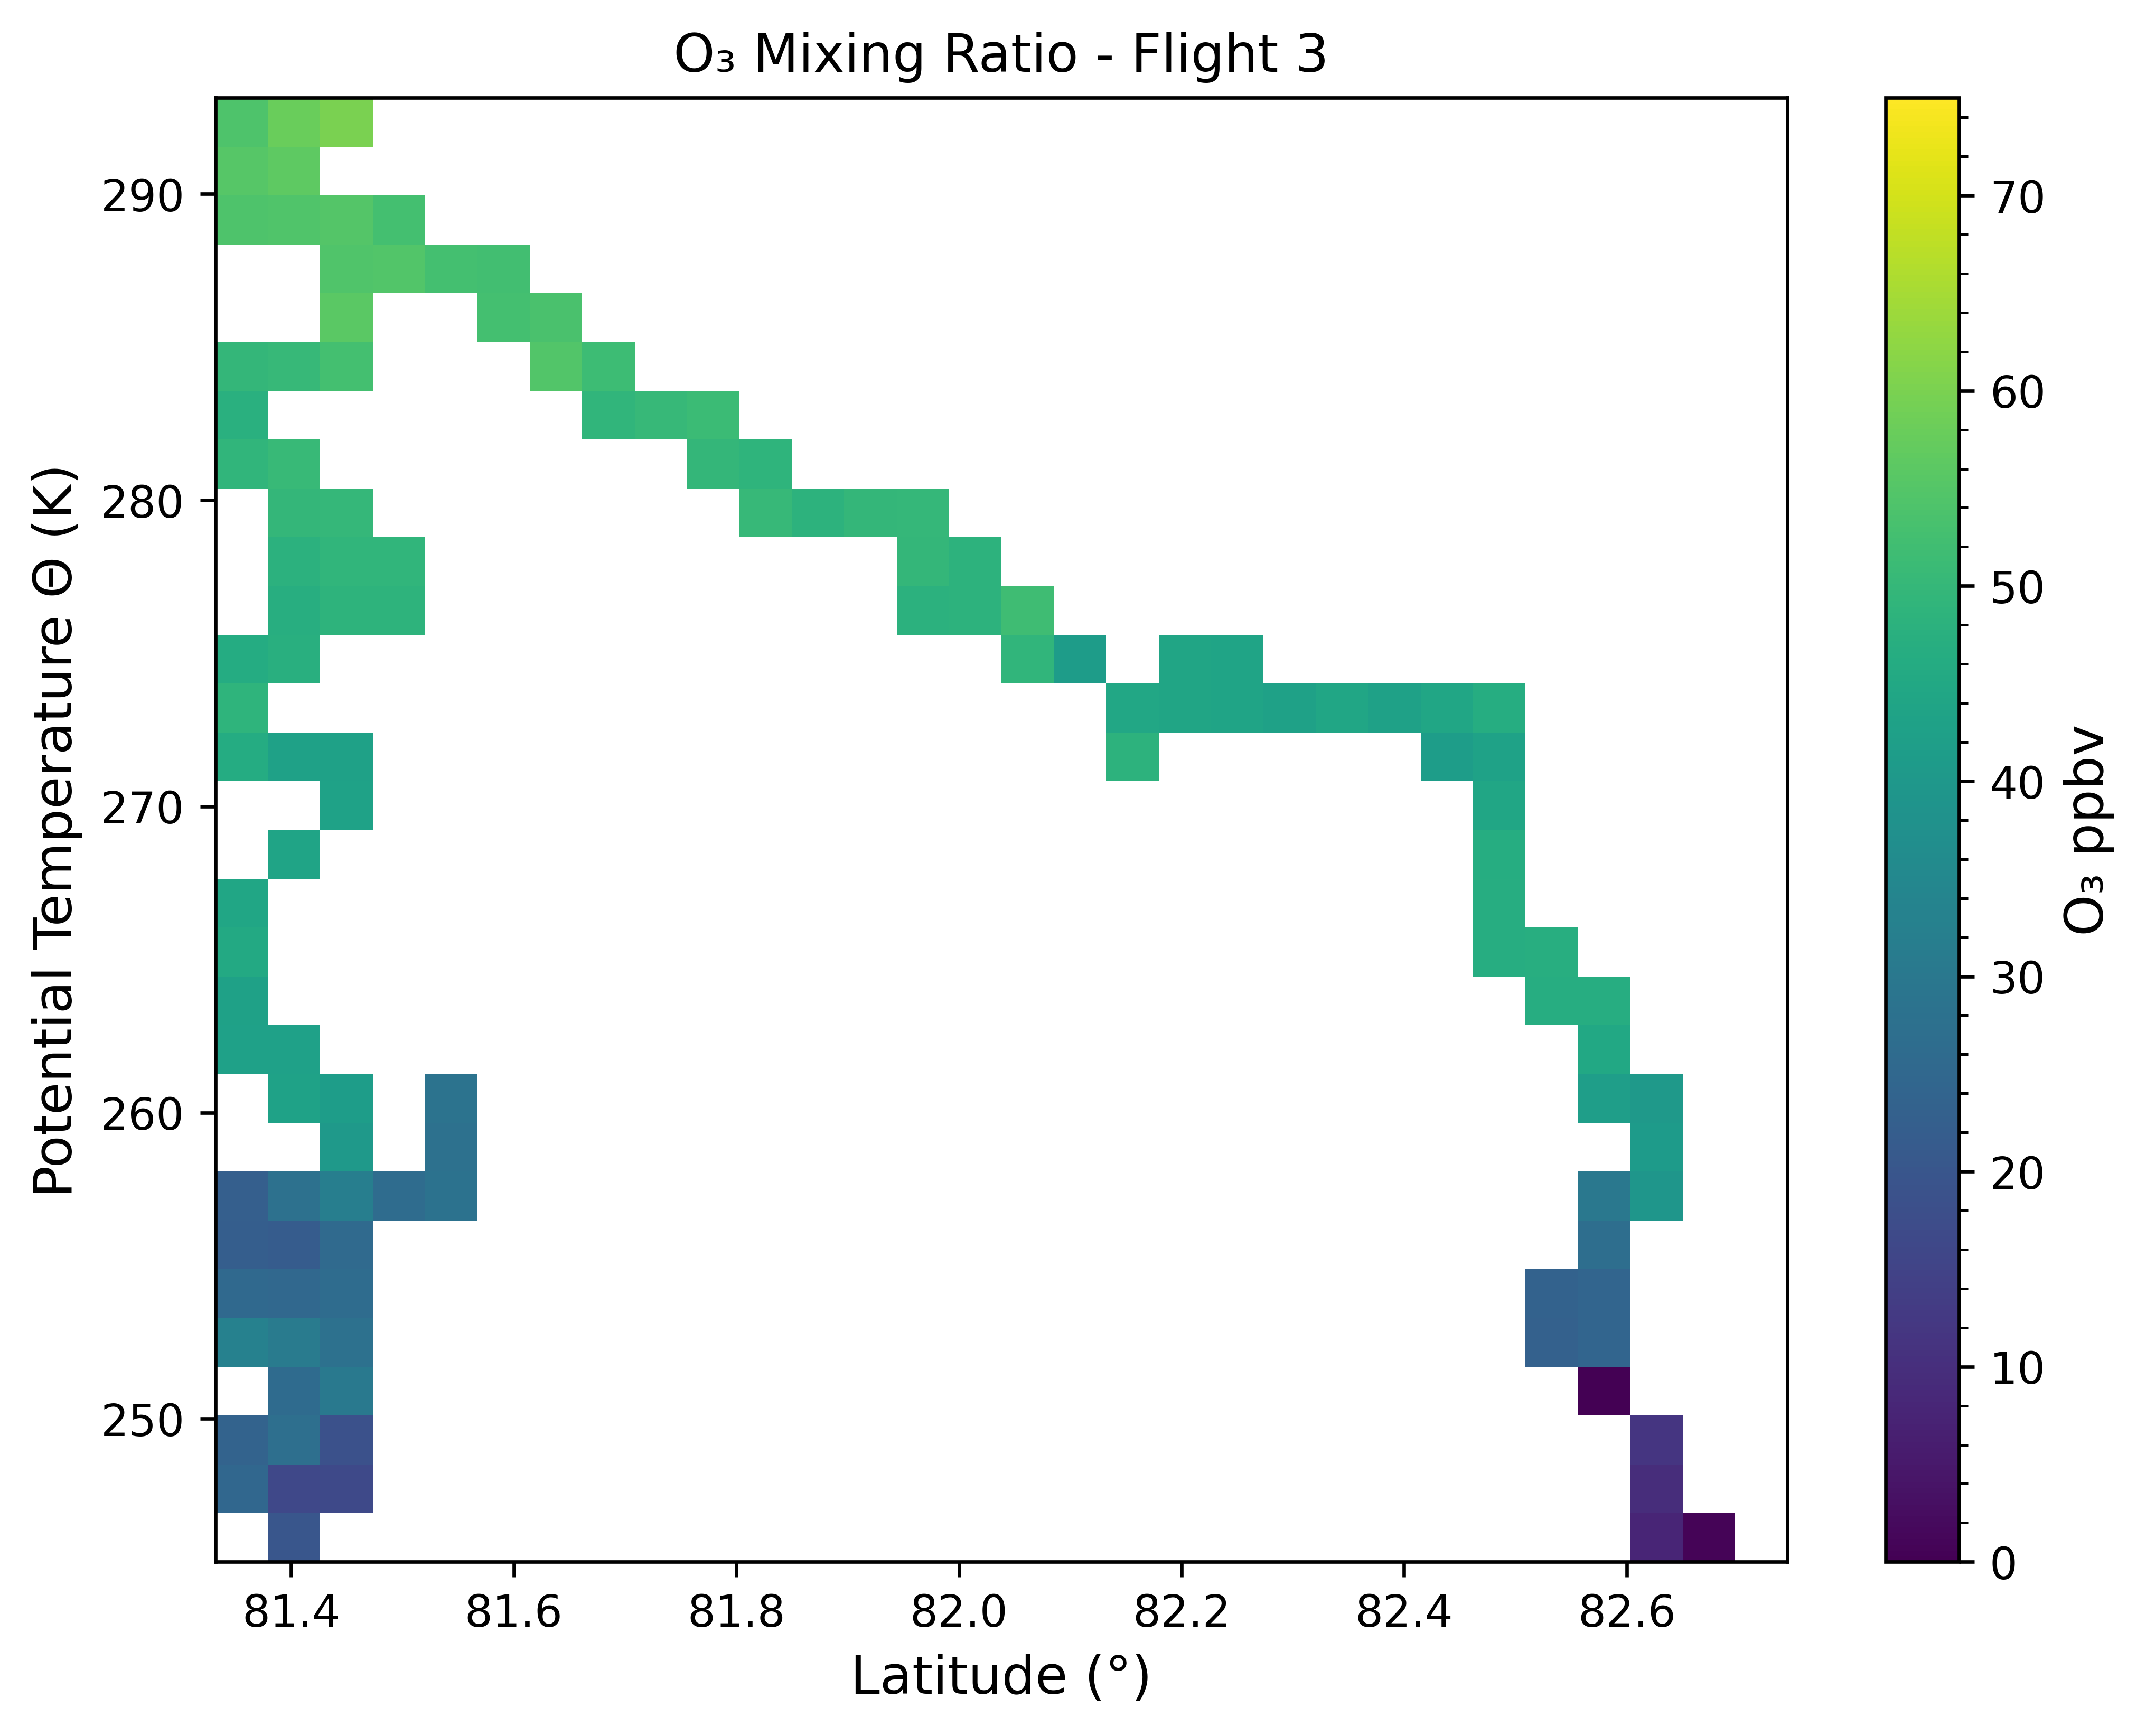 O₃ Mixing Ratio - Flight 3
Potential Temperature Θ (K)
290
280
270
260
250
81.4 81.6 81.8 82.0 82.2 82.4 82.6
Latitude (°)
70
60
50
40
30
20
10
0
O₃ ppbv